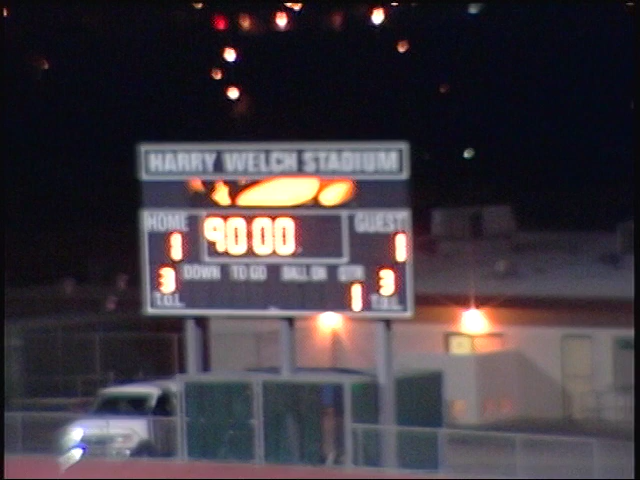 HARRY WELCH STADIUM
HOME 90:00 GUEST
1 1
DOWN TO GO BALL ON QTR
3 3
T.O.L. 1 T.O.L.